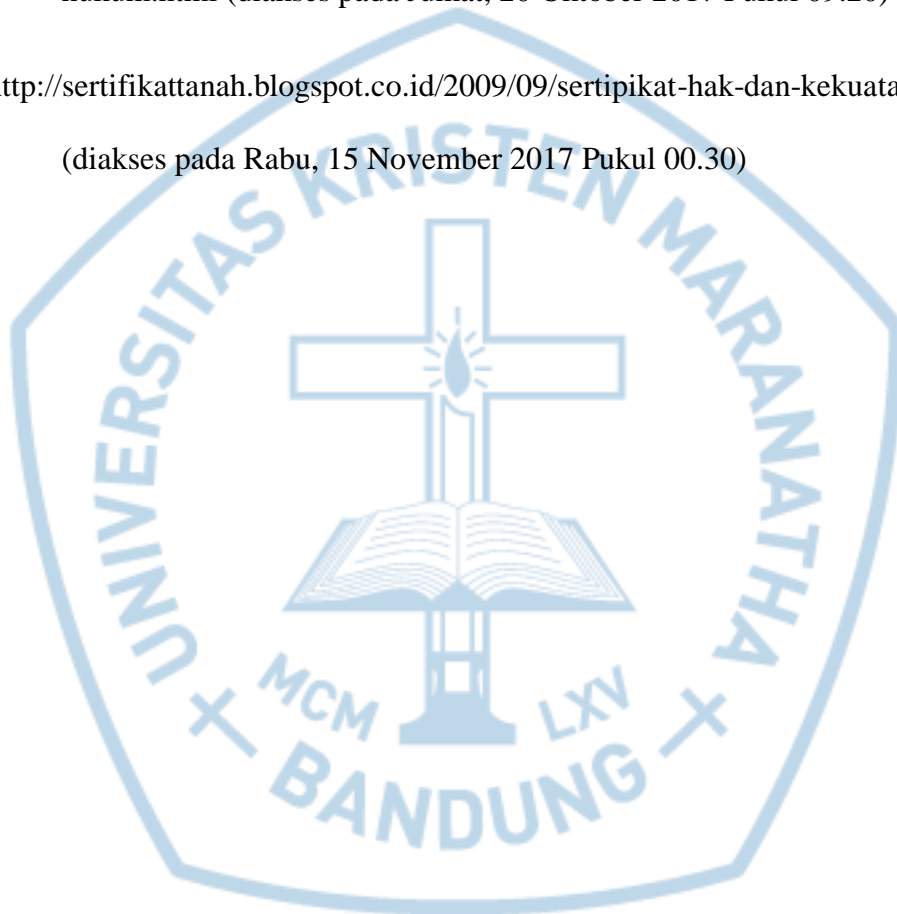 (diakses pada Jumat, 20 Oktober 2017 Pukul 09.20)
ttp://sertifikattanah.blogspot.co.id/2009/09/sertipikat-hak-dan-kekuata
(diakses pada Rabu, 15 November 2017 Pukul 00.30)
UNIVERSITAS KRISTEN MARANATHA
MCM LXV
+ BANDUNG +